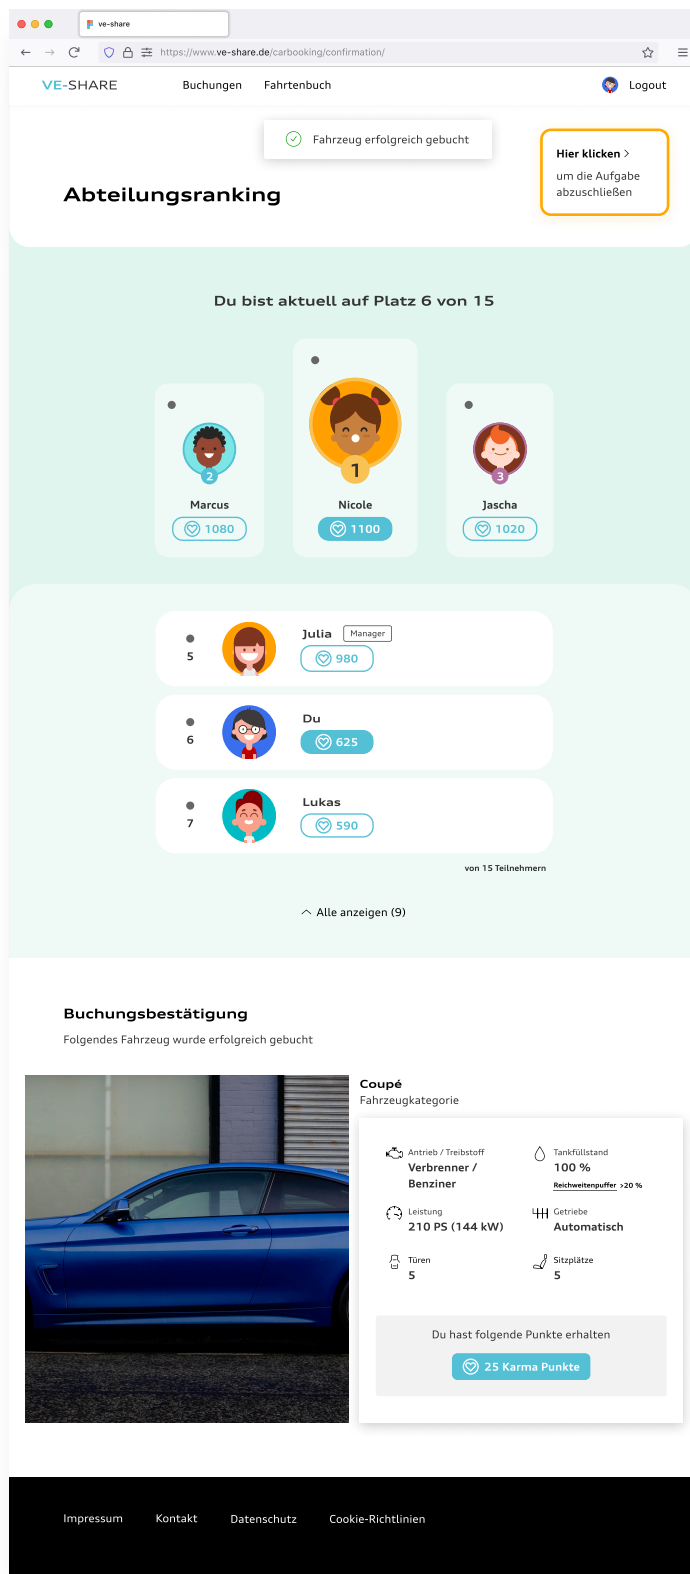 ve-share
https://www.ve-share.de/carbooking/confirmation/
VE-SHARE
Buchungen
Fahrtenbuch
Logout
Fahrzeug erfolgreich gebucht
Hier klicken >
um die Aufgabe
abzuschließen
Abteilungsranking
Du bist aktuell auf Platz 6 von 15
2
Marcus
1080
1
Nicole
1100
3
Jascha
1020
5
Julia
Manager
980
6
Du
625
7
Lukas
590
von 15 Teilnehmern
Alle anzeigen (9)
Buchungsbestätigung
Folgendes Fahrzeug wurde erfolgreich gebucht
Coupé
Fahrzeugkategorie
Antrieb / Treibstoff
Verbrenner /
Benziner
Tankfüllstand
100 %
Reichweitenpuffer >20 %
Leistung
210 PS (144 kW)
Getriebe
Automatisch
Türen
5
Sitzplätze
5
Du hast folgende Punkte erhalten
25 Karma Punkte
Impressum
Kontakt
Datenschutz
Cookie-Richtlinien